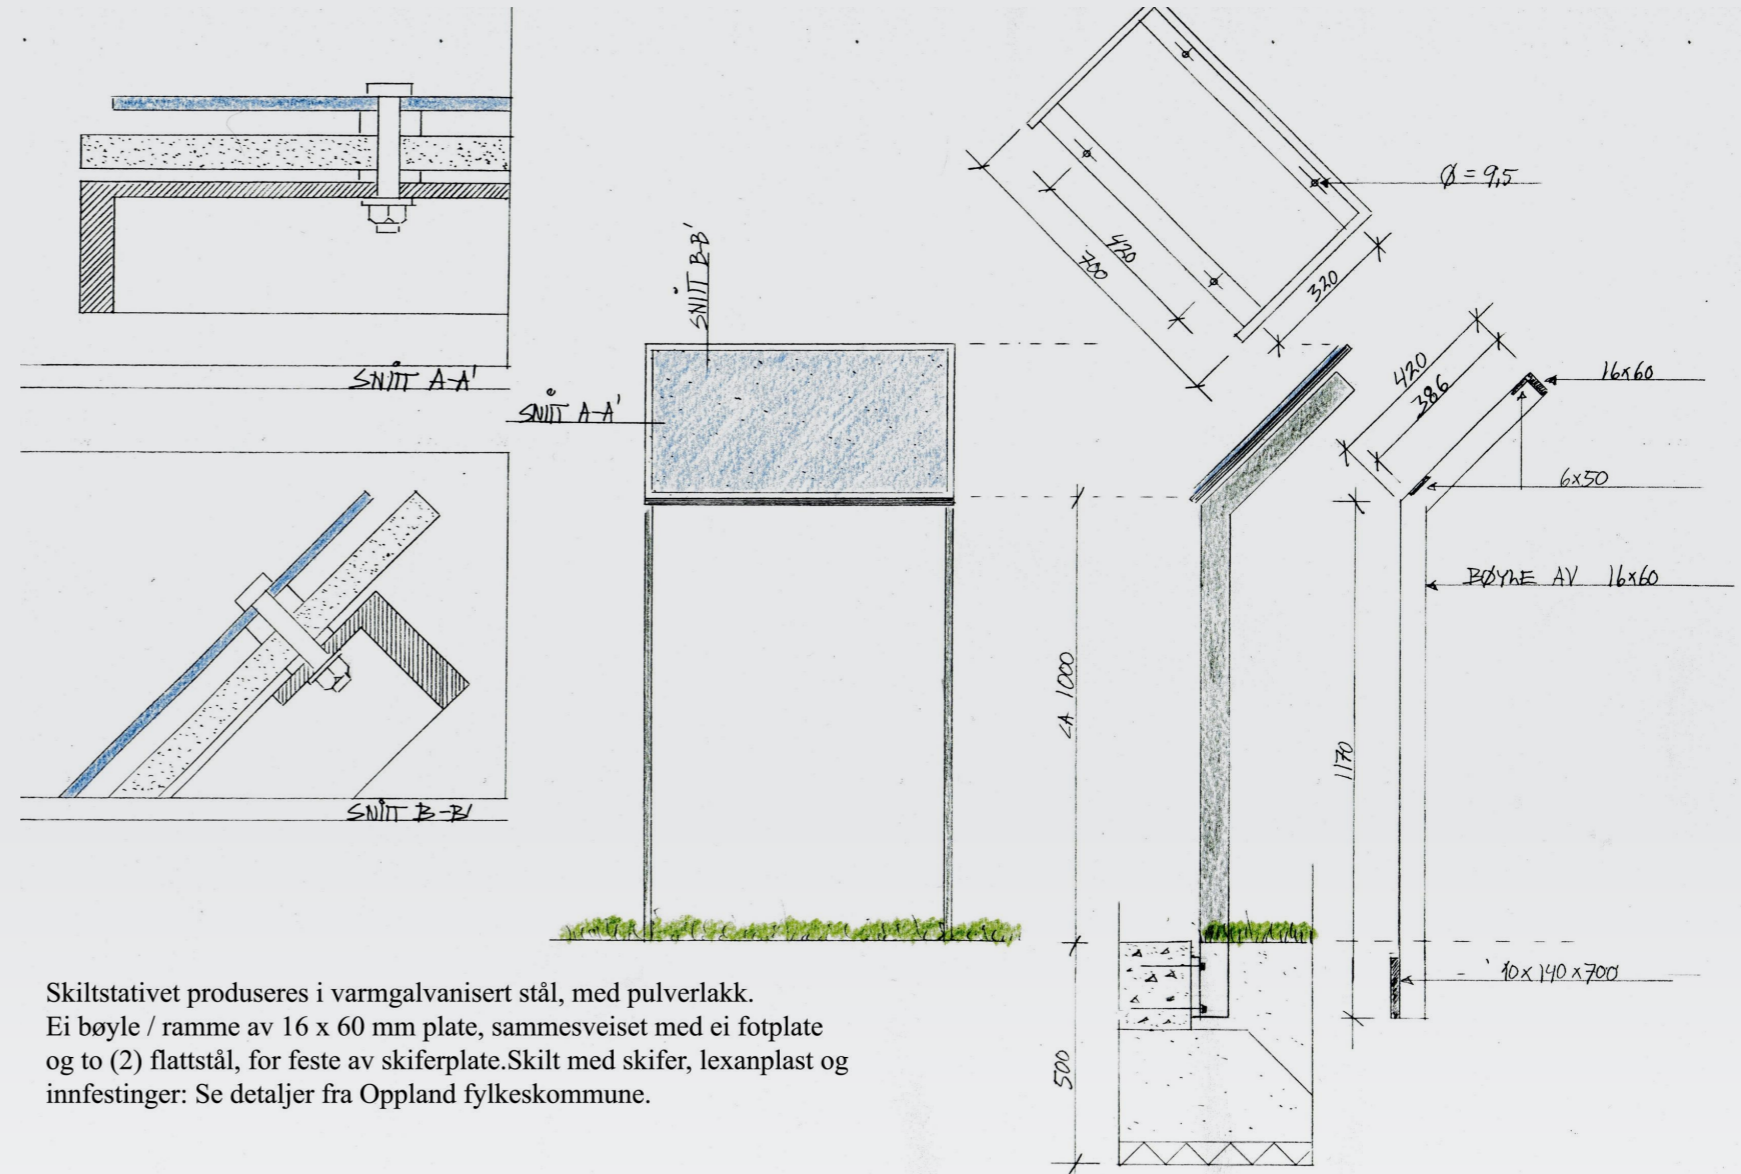 SNITT A-A'
SNITT B-B'
SNITT B-B'
SNITT A-A'
Ø = 9,5
420
700
320
420
386
16x60
6x50
BØYLE AV 16x60
CA 1000
1170
10x140x700
500
Skiltstativet produseres i varmgalvanisert stål, med pulverlakk.
Ei bøyle / ramme av 16 x 60 mm plate, sammesveiset med ei fotplate
og to (2) flattstål, for feste av skiferplate.Skilt med skifer, lexanplast og
innfestinger: Se detaljer fra Oppland fylkeskommune.